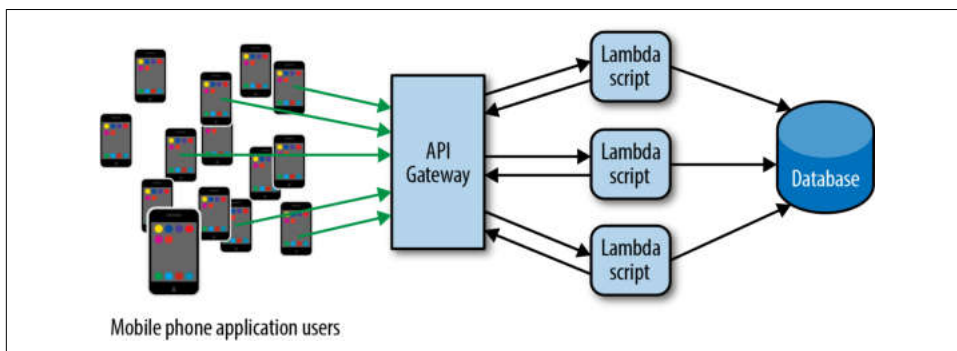 Lambda
script
API
Gateway
Lambda
script
Database
Lambda
script
Mobile phone application users